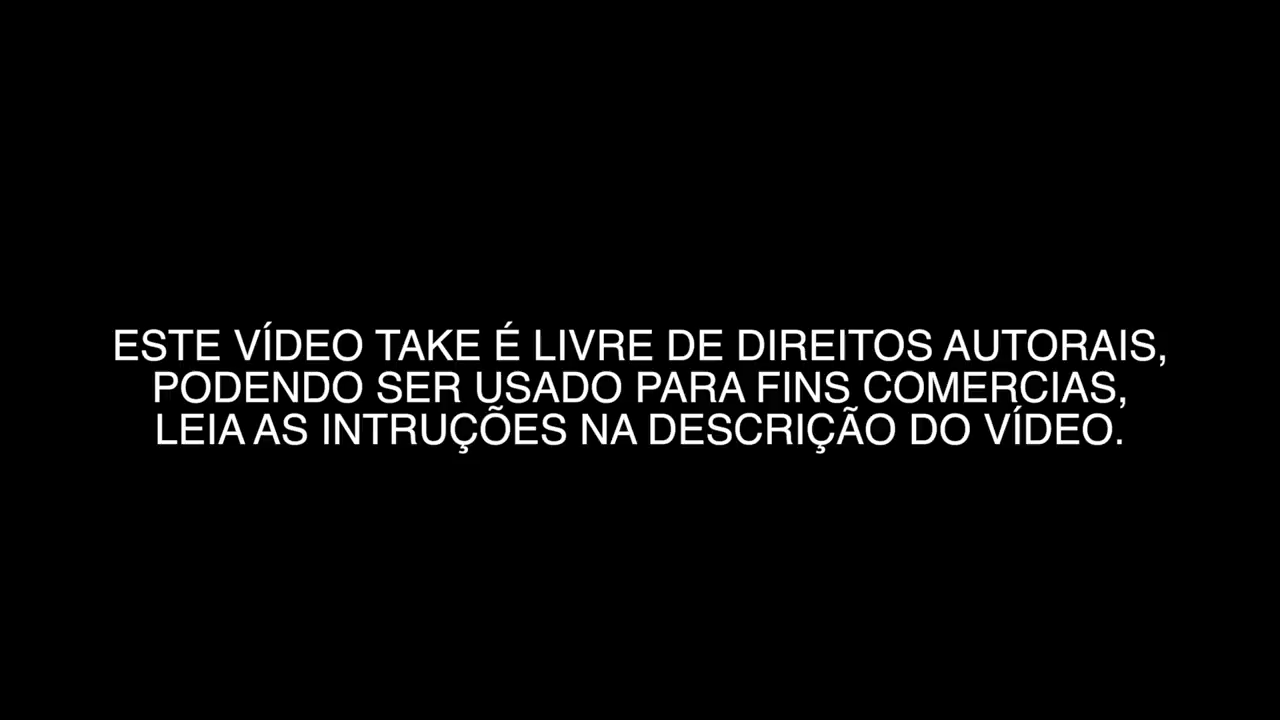 ESTE VÍDEO TAKE É LIVRE DE DIREITOS AUTORAIS,
PODENDO SER USADO PARA FINS COMERCIAS,
LEIA AS INTRUÇÕES NA DESCRIÇÃO DO VÍDEO.